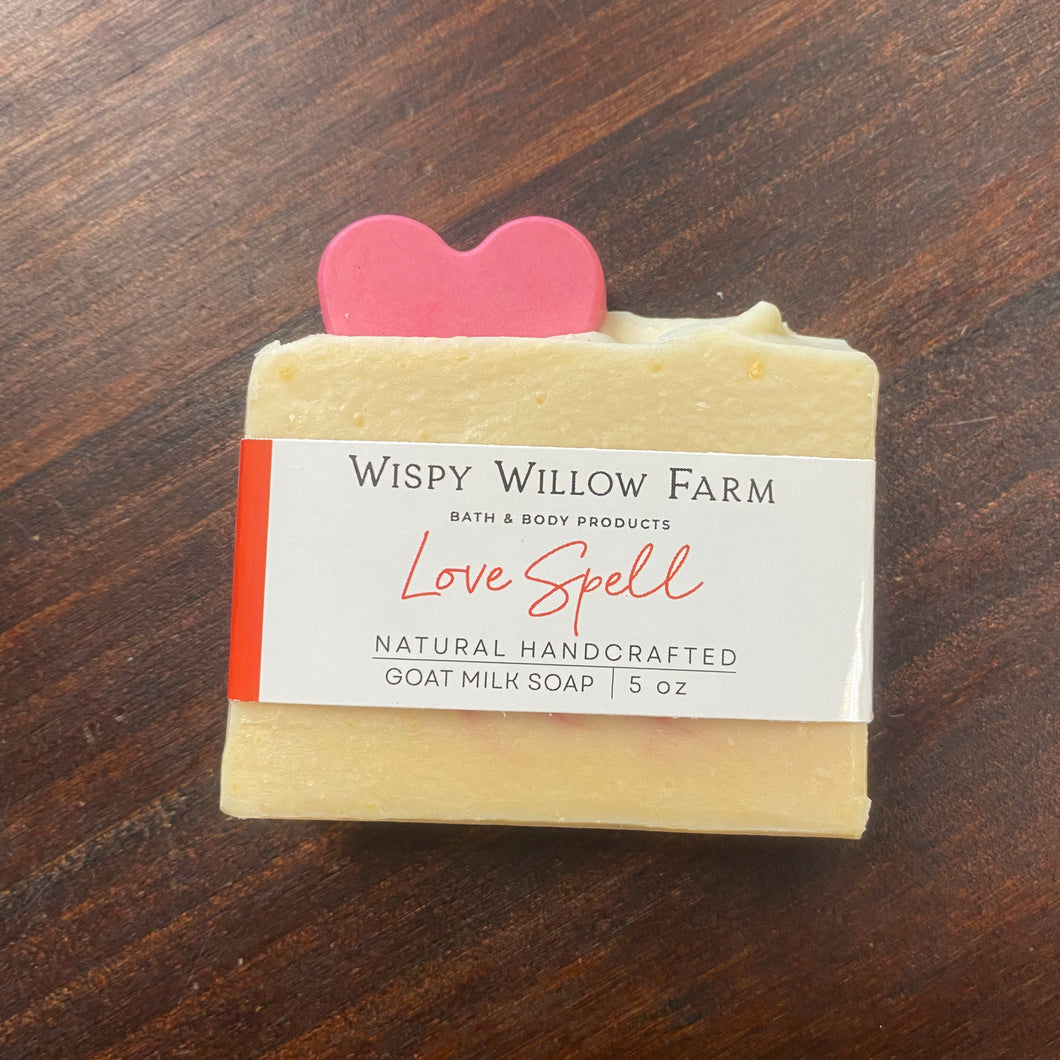 WISPY WILLOW FARM
BATH & BODY PRODUCTS
Love Spell
NATURAL HANDCRAFTED
GOAT MILK SOAP | 5 oz